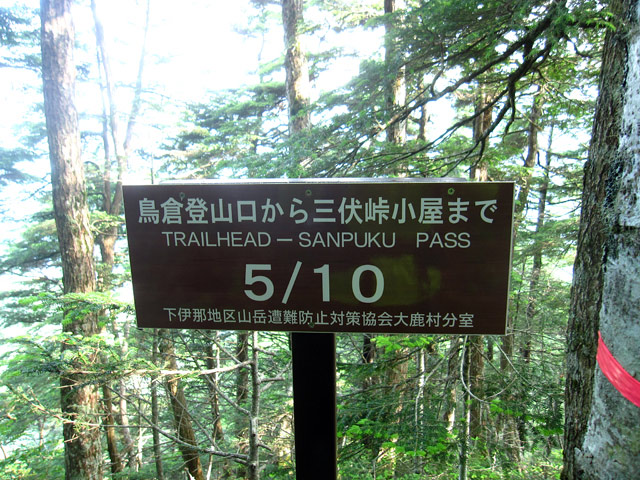 鳥倉登山口から三伏峠小屋まで
TRAILHEAD – SANPUKU PASS
5/10
下伊那地区山岳遭難防止対策協会大鹿村分室